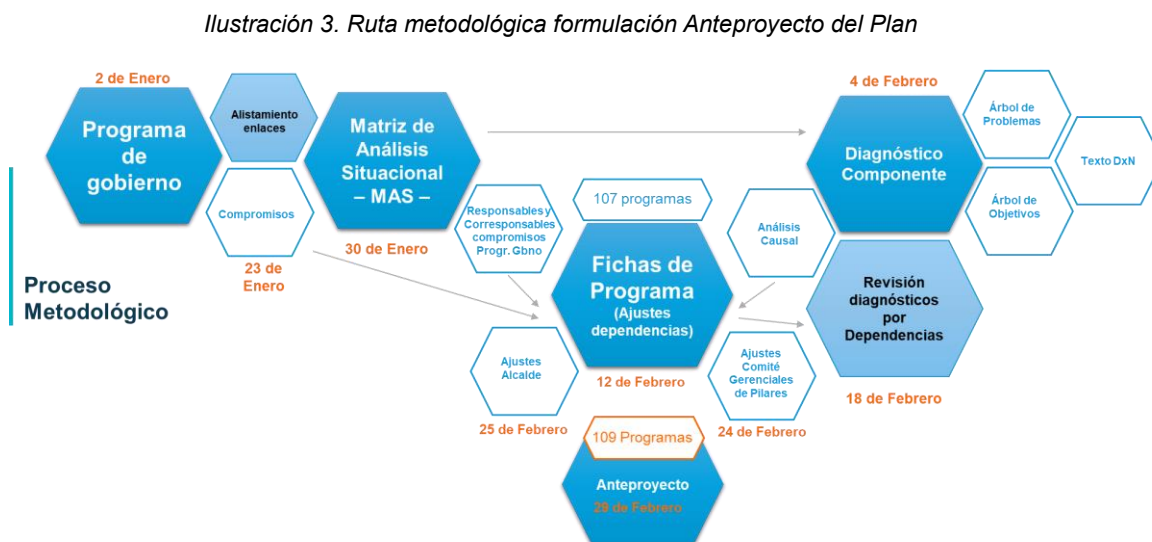 Ilustración 3. Ruta metodológica formulación Anteproyecto del Plan
2 de Enero
Programa
de
gobierno
Alistamiento
enlaces
Compromisos
23 de
Enero
Matriz de
Análisis
Situacional
– MAS –
30 de Enero
Responsables y
Corresponsables
compromisos
Progr. Gbno
107 programas
Fichas de
Programa
(Ajustes
dependencias)
12 de Febrero
Análisis
Causal
4 de Febrero
Diagnóstico
Componente
Árbol de
Problemas
Texto DxN
Árbol de
Objetivos
Revisión
diagnósticos
por
Dependencias
18 de Febrero
Proceso
Metodológico
Ajustes
Alcalde
25 de Febrero
Ajustes
Comité
Gerenciales
de Pilares
24 de Febrero
109 Programas
Anteproyecto
29 de Febrero